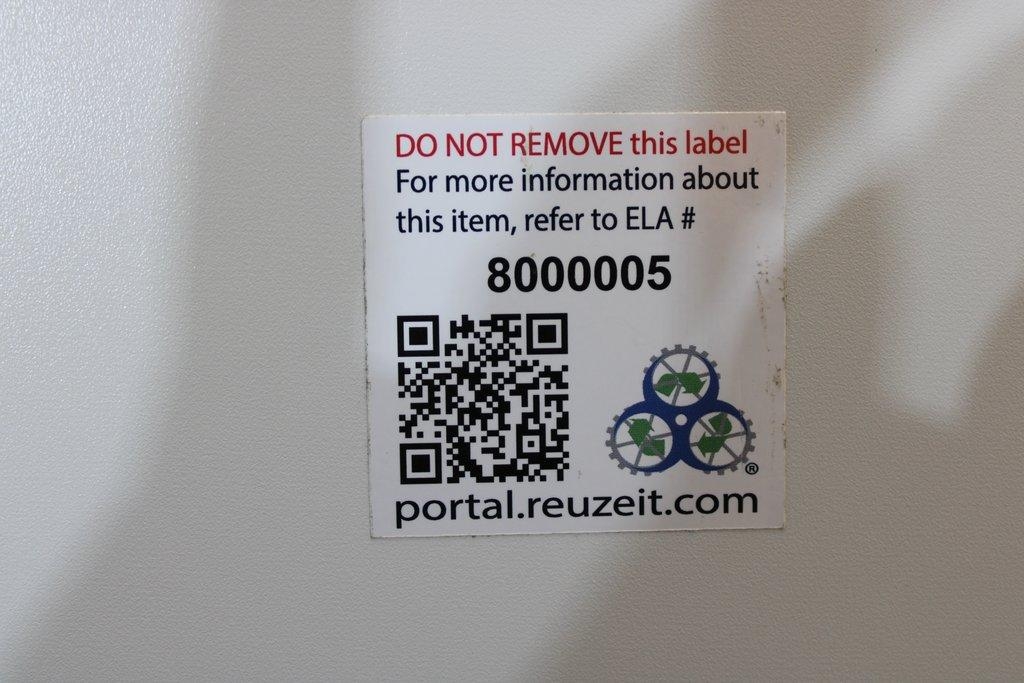 DO NOT REMOVE this label
For more information about
this item, refer to ELA #
8000005
®
portal.reuzeit.com